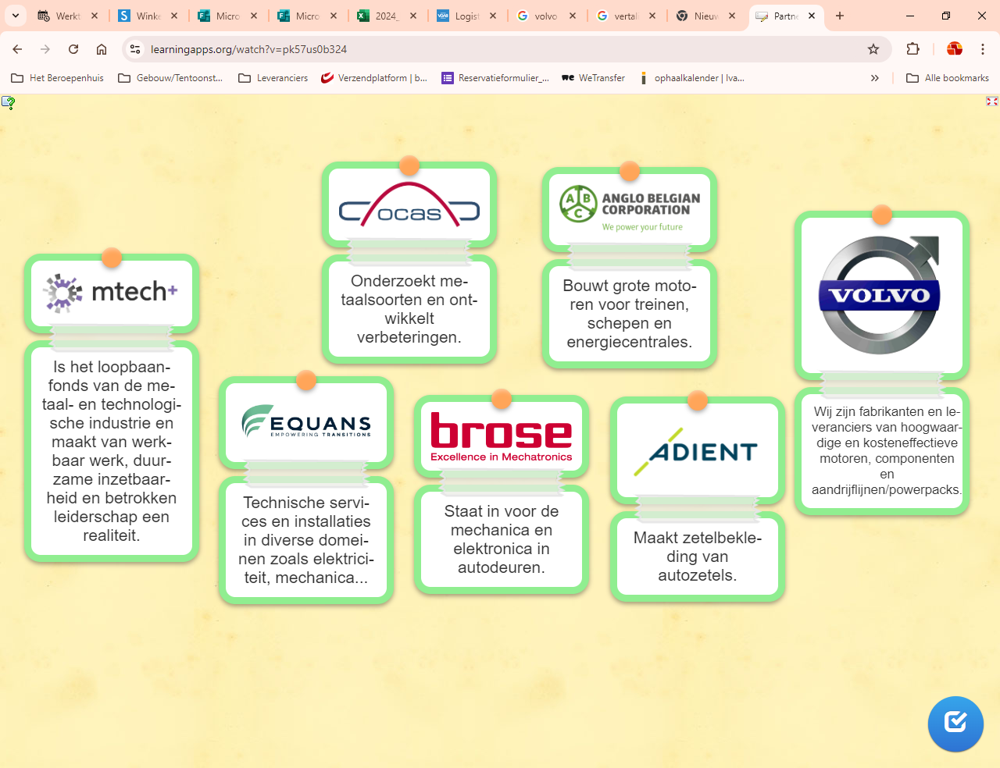 Werkt
Winke
Micro
Micro
2024_
Logist
volvo
vertali
Nieuw
Partne
learningapps.org/watch?v=pk57us0b324
Het Beroepenhuis
Gebouw/Tentoonst...
Leveranciers
Verzendplatform | b...
Reservatieformulier_...
WeTransfer
ophaalkalender | Iva...
Alle bookmarks
mtech+
Is het loopbaan-
fonds van de me-
taal- en technologi-
sche industrie en
maakt van werk-
baar werk, duur-
zame inzetbaar-
heid en betrokken
leiderschap een
realiteit.
ocas
Onderzoekt me-
taalsoorten en ont-
wikkelt
verbeteringen.
ABC
ANGLO BELGIAN
CORPORATION
We power your future
Bouwt grote moto-
ren voor treinen,
schepen en
energiecentrales.
VOLVO
Wij zijn fabrikanten en le-
veranciers van hoogwaar-
dige en kosteneffectieve
motoren, componenten
en
aandrijflijnen/powerpacks.
EQUANS
EMPOWERING TRANSITIONS
Technische servi-
ces en installaties
in diverse domei-
nen zoals elektrici-
teit, mechanica...
brose
Excellence in Mechatronics
Staat in voor de
mechanica en
elektronica in
autodeuren.
ADIENT
Maakt zetelbekle-
ding van
autozetels.